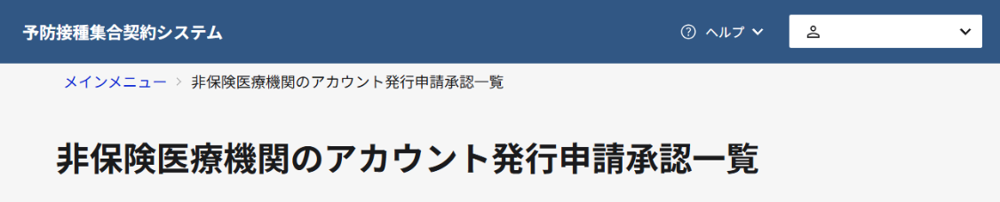 予防接種集合契約システム
ヘルプ
メインメニュー 非保険医療機関のアカウント発行申請承認一覧
非保険医療機関のアカウント発行申請承認一覧